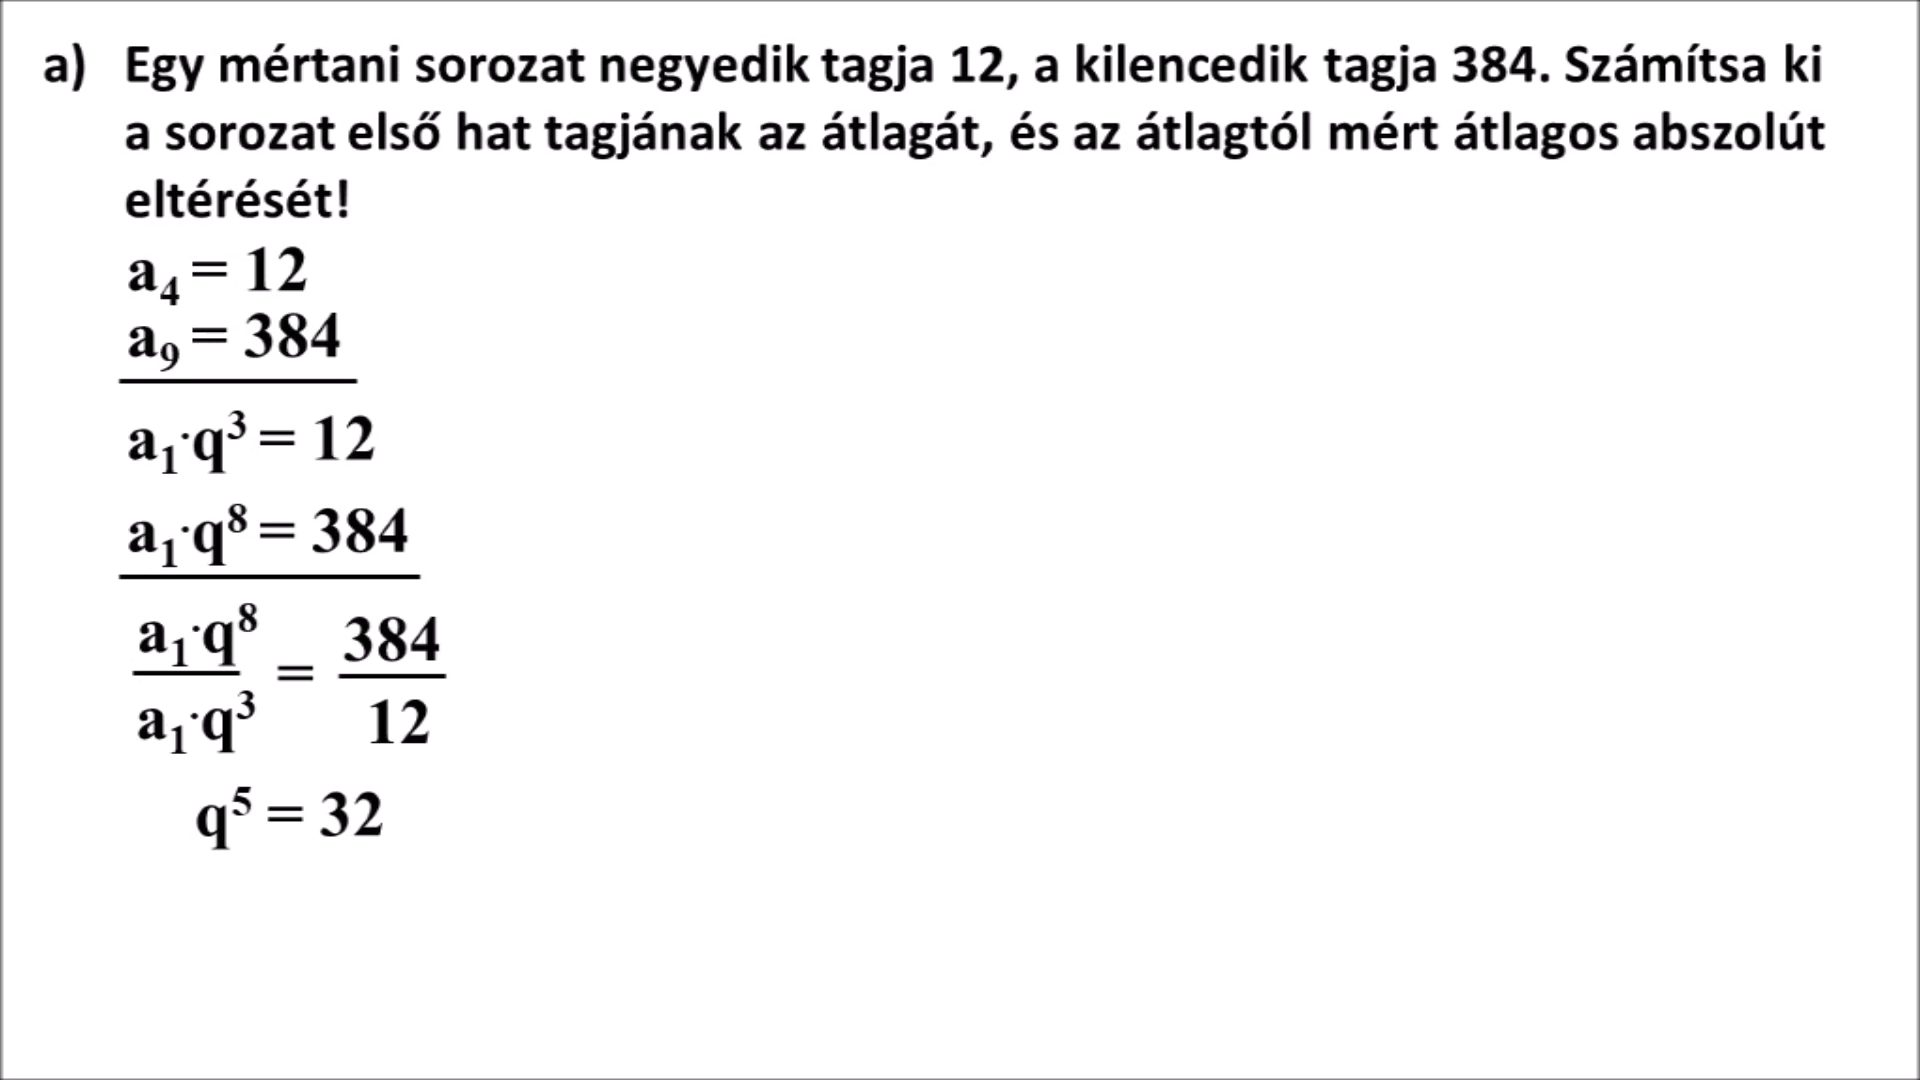 a) Egy mértani sorozat negyedik tagja 12, a kilencedik tagja 384. Számítsa ki
a sorozat első hat tagjának az átlagát, és az átlagtól mért átlagos abszolút
eltérését!
a₄ = 12
a₉ = 384
a₁·q³ = 12
a₁·q⁸ = 384
a₁·q⁸ / a₁·q³ = 384 / 12
q⁵ = 32